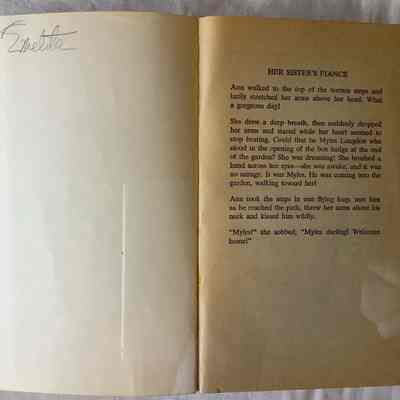 HER SISTER'S FIANCE
Ann walked to the top of the terrace steps and
lazily stretched her arms above her head. What
a gorgeous day!
She drew a deep breath, then suddenly dropped
her arms and stared while her heart seemed to
stop beating. Could that be Myles Langdon who
stood in the opening of the box hedge at the end
of the garden? She was dreaming! She brushed a
hand across her eyes—she was awake, and it was
no mirage. It was Myles. He was coming into the
garden, walking toward her!
Ann took the steps in one flying leap, met him
as he reached the path, threw her arms about his
neck and kissed him wildly.
"Myles!" she sobbed, "Myles darling! Welcome
home!"